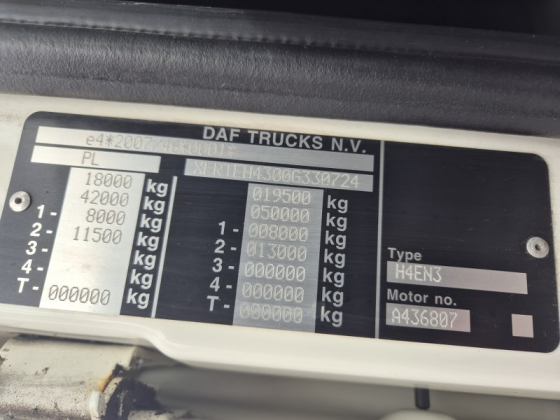 DAF TRUCKS N.V.
PL
18000 kg 019500 kg
42000 kg 050000 kg
1 - 8000 kg 1 - 008000 kg
2 - 11500 kg 2 - 013000 kg
3 - kg 3 - 000000 kg
4 - kg 4 - 000000 kg
T - 000000 kg T - 000000 kg
Type
H4EN3
Motor no.
A436807